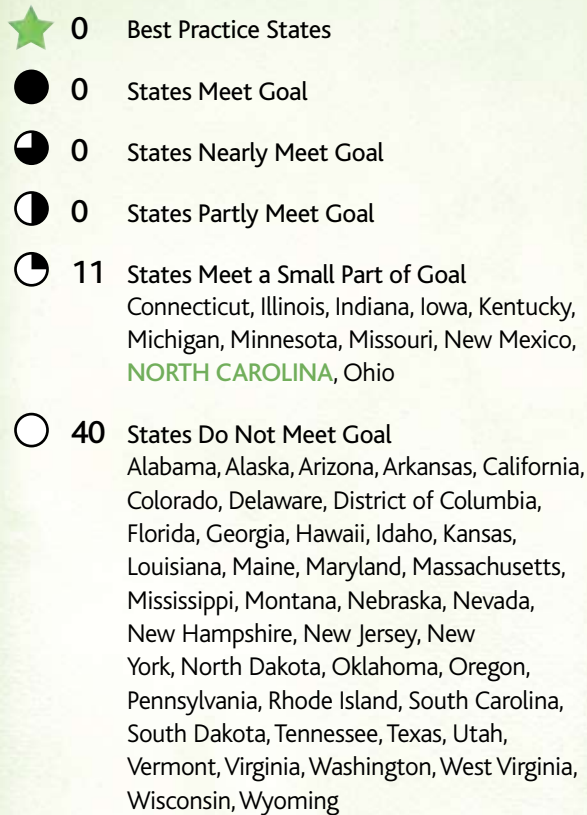 0 Best Practice States
0 States Meet Goal
0 States Nearly Meet Goal
0 States Partly Meet Goal
11 States Meet a Small Part of Goal
Connecticut, Illinois, Indiana, Iowa, Kentucky,
Michigan, Minnesota, Missouri, New Mexico,
NORTH CAROLINA, Ohio
40 States Do Not Meet Goal
Alabama, Alaska, Arizona, Arkansas, California,
Colorado, Delaware, District of Columbia,
Florida, Georgia, Hawaii, Idaho, Kansas,
Louisiana, Maine, Maryland, Massachusetts,
Mississippi, Montana, Nebraska, Nevada,
New Hampshire, New Jersey, New
York, North Dakota, Oklahoma, Oregon,
Pennsylvania, Rhode Island, South Carolina,
South Dakota, Tennessee, Texas, Utah,
Vermont, Virginia, Washington, West Virginia,
Wisconsin, Wyoming